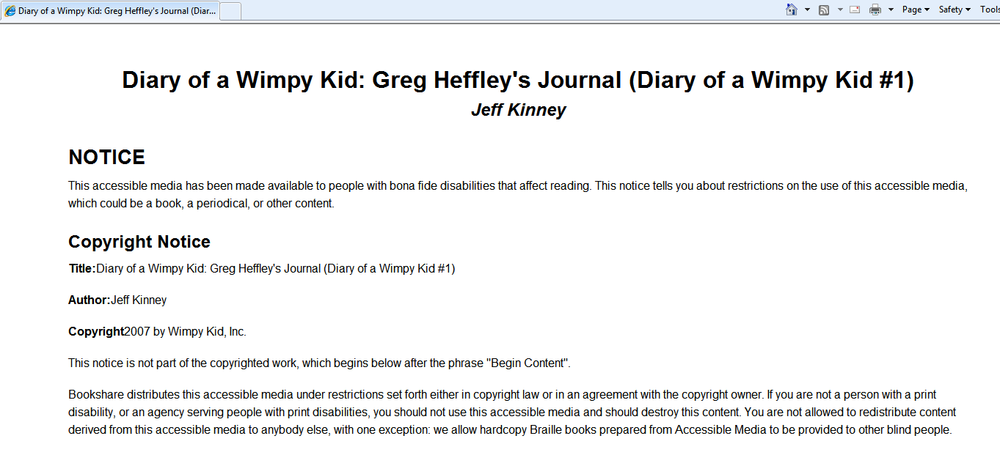 Diary of a Wimpy Kid: Greg Heffley's Journal (Diar...
Page Safety Tools
Diary of a Wimpy Kid: Greg Heffley's Journal (Diary of a Wimpy Kid #1)
Jeff Kinney
NOTICE
This accessible media has been made available to people with bona fide disabilities that affect reading. This notice tells you about restrictions on the use of this accessible media,
which could be a book, a periodical, or other content.
Copyright Notice
Title:Diary of a Wimpy Kid: Greg Heffley's Journal (Diary of a Wimpy Kid #1)
Author:Jeff Kinney
Copyright2007 by Wimpy Kid, Inc.
This notice is not part of the copyrighted work, which begins below after the phrase "Begin Content".
Bookshare distributes this accessible media under restrictions set forth either in copyright law or in an agreement with the copyright owner. If you are not a person with a print
disability, or an agency serving people with print disabilities, you should not use this accessible media and should destroy this content. You are not allowed to redistribute content
derived from this accessible media to anybody else, with one exception: we allow hardcopy Braille books prepared from Accessible Media to be provided to other blind people.